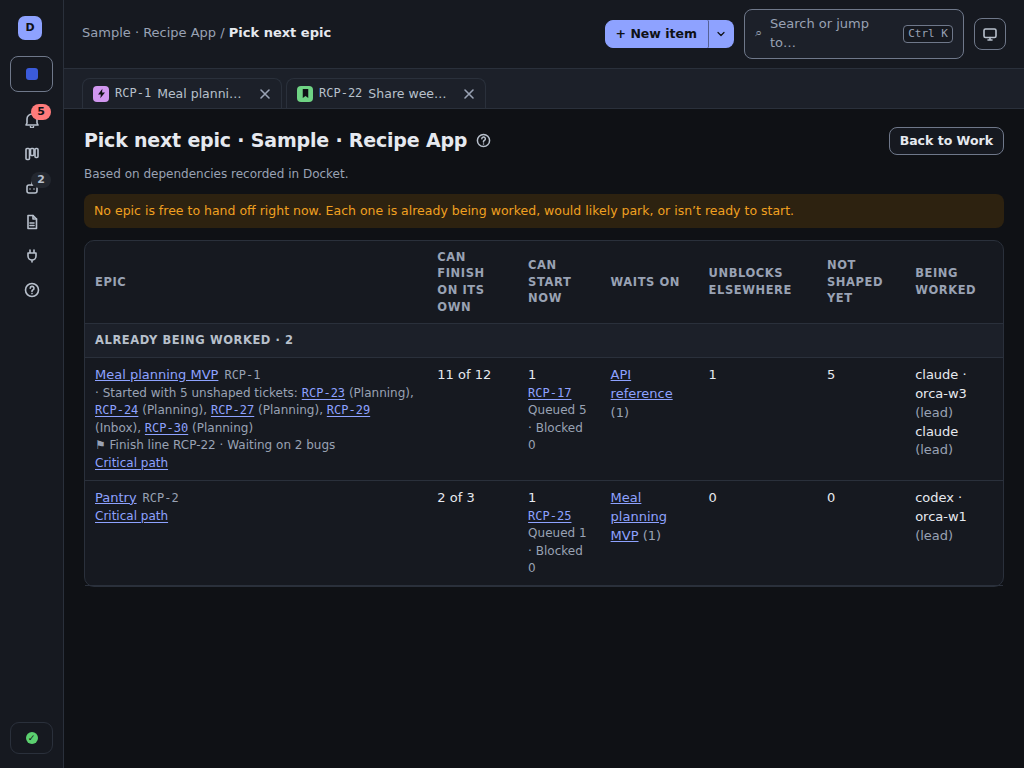 D
Sample · Recipe App / Pick next epic
+ New item
Search or jump to…
Ctrl K
5
2
RCP-1 Meal planni…
RCP-22 Share wee…
Pick next epic · Sample · Recipe App
Back to Work
Based on dependencies recorded in Docket.
No epic is free to hand off right now. Each one is already being worked, would likely park, or isn’t ready to start.
EPIC
CAN FINISH ON ITS OWN
CAN START NOW
WAITS ON
UNBLOCKS ELSEWHERE
NOT SHAPED YET
BEING WORKED
ALREADY BEING WORKED · 2
Meal planning MVP RCP-1
· Started with 5 unshaped tickets: RCP-23 (Planning),
RCP-24 (Planning), RCP-27 (Planning), RCP-29
(Inbox), RCP-30 (Planning)
⚑ Finish line RCP-22 · Waiting on 2 bugs
Critical path
11 of 12
1
RCP-17
Queued 5
· Blocked
0
API
reference
(1)
1
5
claude ·
orca-w3
(lead)
claude
(lead)
Pantry RCP-2
Critical path
2 of 3
1
RCP-25
Queued 1
· Blocked
0
Meal
planning
MVP (1)
0
0
codex ·
orca-w1
(lead)